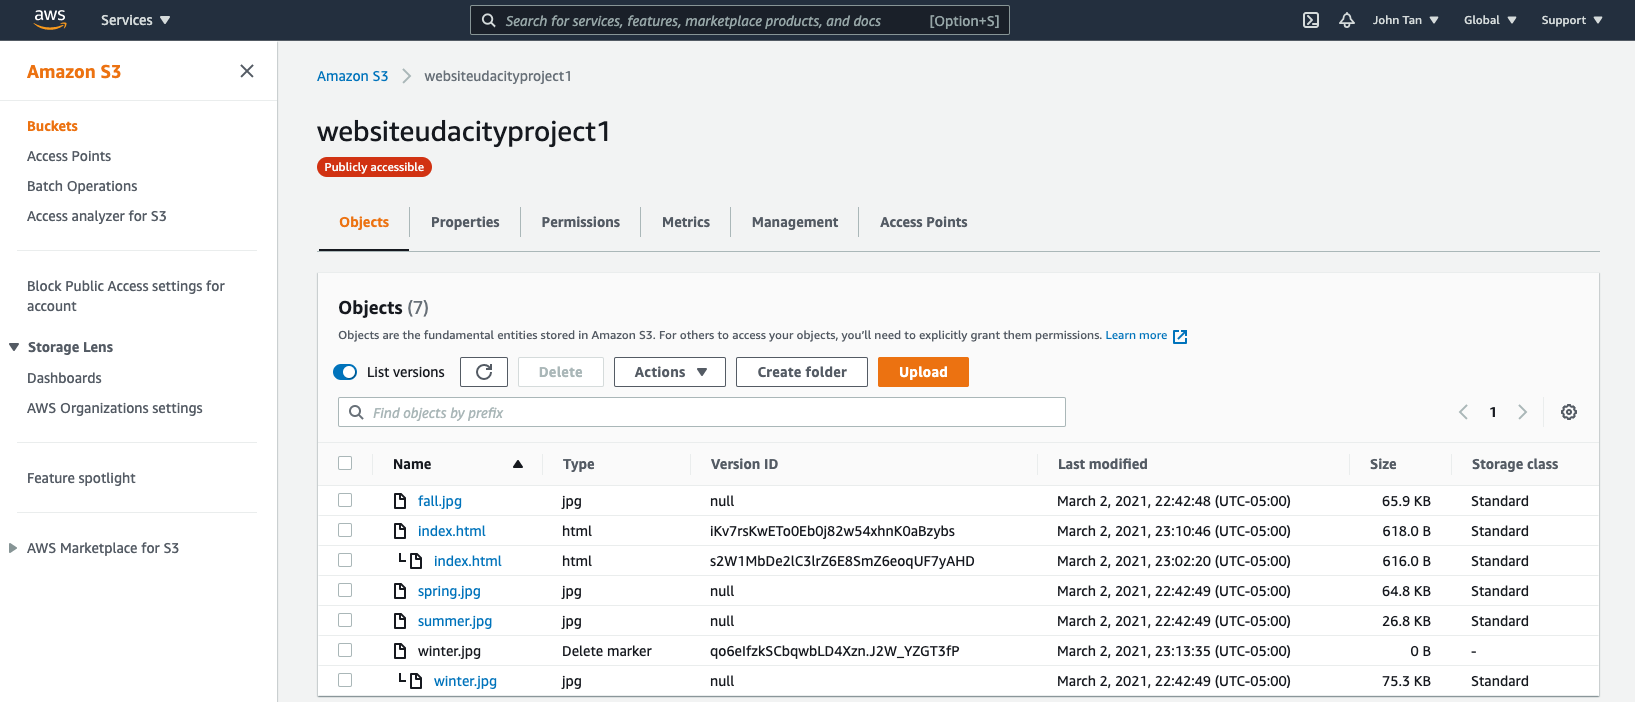 aws Services Search for services, features, marketplace products, and docs [Option+S] John Tan Global Support
Amazon S3
Buckets
Access Points
Batch Operations
Access analyzer for S3
Block Public Access settings for
account
Storage Lens
Dashboards
AWS Organizations settings
Feature spotlight
AWS Marketplace for S3
Amazon S3 websiteudacityproject1
websiteudacityproject1
Publicly accessible
Objects Properties Permissions Metrics Management Access Points
Objects (7)
Objects are the fundamental entities stored in Amazon S3. For others to access your objects, you'll need to explicitly grant them permissions. Learn more
List versions Delete Actions Create folder Upload
Find objects by prefix 1
Name Type Version ID Last modified Size Storage class
fall.jpg jpg null March 2, 2021, 22:42:48 (UTC-05:00) 65.9 KB Standard
index.html html iKv7rsKwETo0Eb0j82w54xhnK0aBzybs March 2, 2021, 23:10:46 (UTC-05:00) 618.0 B Standard
index.html html s2W1MbDe2lC3lrZ6E8SmZ6eoqUF7yAHD March 2, 2021, 23:02:20 (UTC-05:00) 616.0 B Standard
spring.jpg jpg null March 2, 2021, 22:42:49 (UTC-05:00) 64.8 KB Standard
summer.jpg jpg null March 2, 2021, 22:42:49 (UTC-05:00) 26.8 KB Standard
winter.jpg Delete marker qo6eIfzkSCbqwbLD4Xzn.J2W_YZGT3fP March 2, 2021, 23:13:35 (UTC-05:00) 0 B -
winter.jpg jpg null March 2, 2021, 22:42:49 (UTC-05:00) 75.3 KB Standard